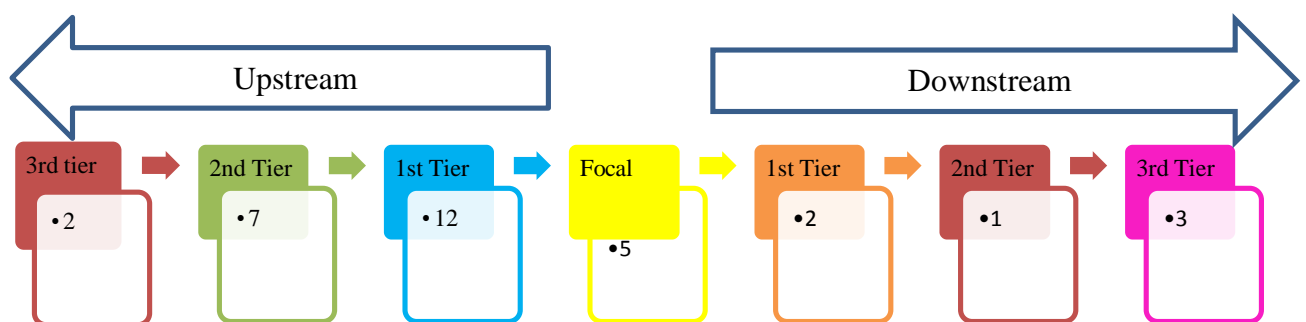 Upstream
Downstream
3rd tier
2nd Tier
1st Tier
Focal
1st Tier
2nd Tier
3rd Tier
•2
•7
•12
•5
•2
•1
•3